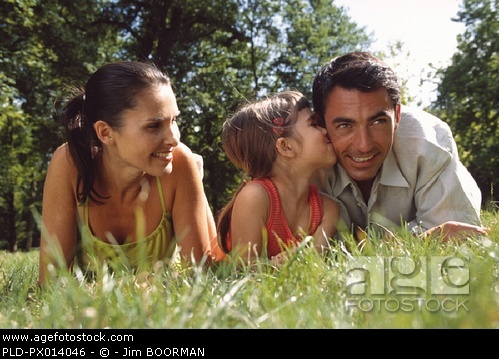 age
FOTOSTOCK
www.agefotostock.com
PLD-PX014046 - © - Jim BOORMAN